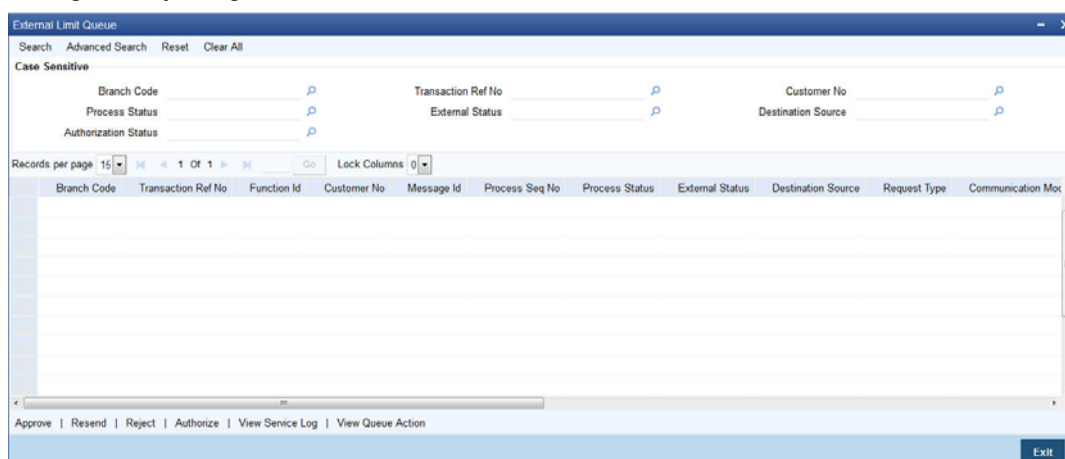 External Limit Queue
Search Advanced Search Reset Clear All
Case Sensitive
Branch Code Transaction Ref No Customer No
Process Status External Status Destination Source
Authorization Status
Records per page 15 1 Of 1 Go Lock Columns 0
Branch Code Transaction Ref No Function Id Customer No Message Id Process Seq No Process Status External Status Destination Source Request Type Communication Moc
Approve | Resend | Reject | Authorize | View Service Log | View Queue Action
Exit